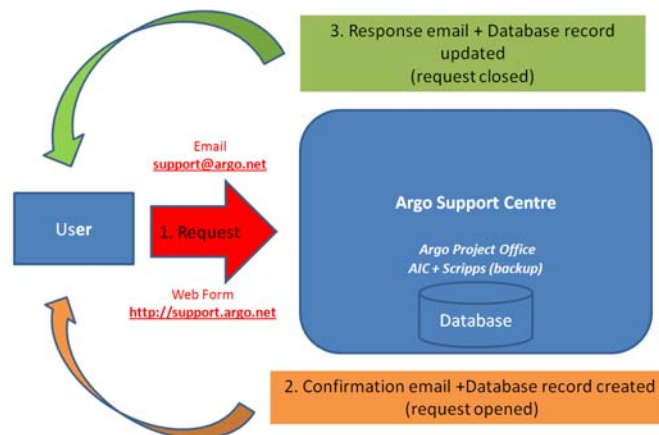 3. Response email + Database record
updated
(request closed)
Email
support@argo.net
User
1. Request
Argo Support Centre
Argo Project Office
AIC + Scripps (backup)
Web Form
http://support.argo.net
Database
2. Confirmation email +Database record created
(request opened)